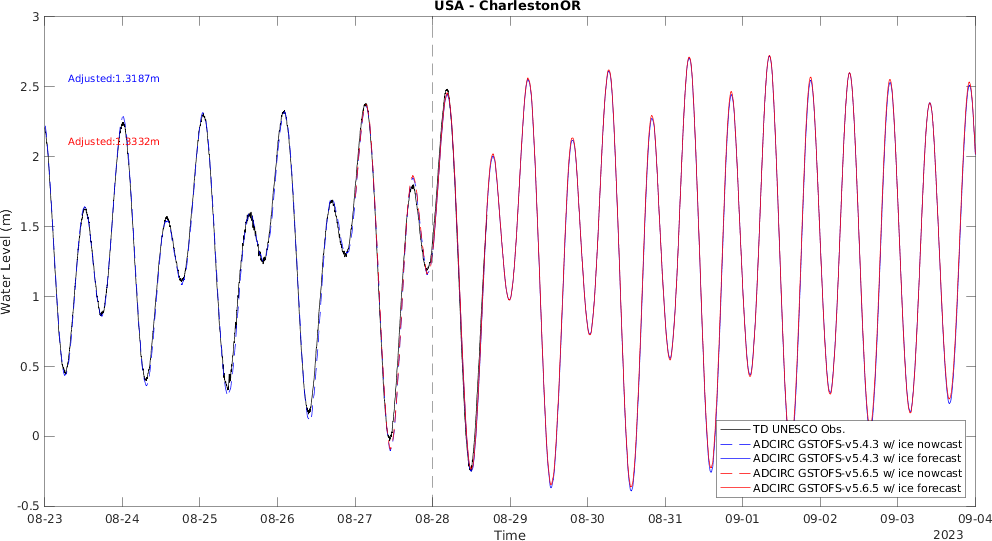 USA - CharlestonOR
3
2.5
2
1.5
1
0.5
0
-0.5
Water Level (m)
Adjusted:1.3187m
Adjusted:1.3332m
TD UNESCO Obs.
ADCIRC GSTOFS-v5.4.3 w/ ice nowcast
ADCIRC GSTOFS-v5.4.3 w/ ice forecast
ADCIRC GSTOFS-v5.6.5 w/ ice nowcast
ADCIRC GSTOFS-v5.6.5 w/ ice forecast
08-23 08-24 08-25 08-26 08-27 08-28 08-29 08-30 08-31 09-01 09-02 09-03 09-04
Time
2023